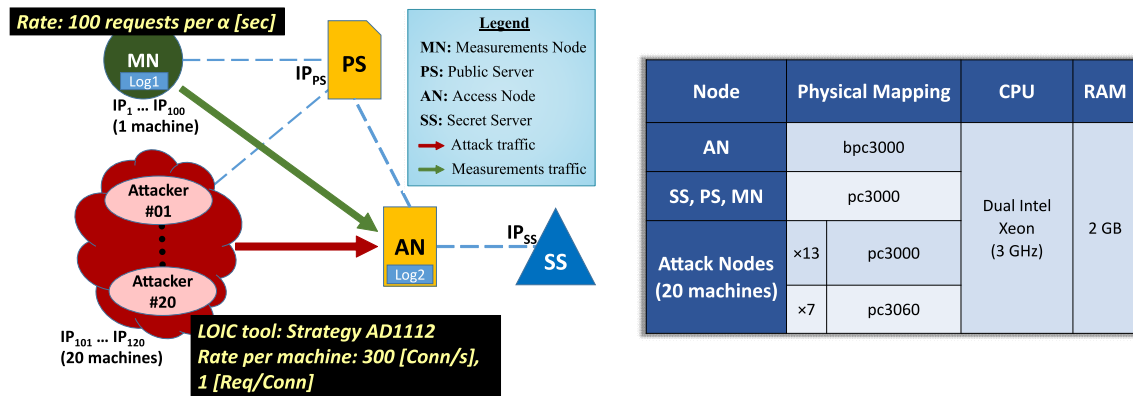 Rate: 100 requests per α [sec]
MN
Log1
IP1 ... IP100
(1 machine)
PS
IPPS
Legend
MN: Measurements Node
PS: Public Server
AN: Access Node
SS: Secret Server
Attack traffic
Measurements traffic
Attacker
#01
Attacker
#20
IP101 ... IP120
(20 machines)
AN
Log2
IPSS
SS
LOIC tool: Strategy AD1112
Rate per machine: 300 [Conn/s],
1 [Req/Conn]
Node Physical Mapping CPU RAM
AN bpc3000
SS, PS, MN pc3000
Attack Nodes
(20 machines)
×13 pc3000
×7 pc3060
Dual Intel
Xeon
(3 GHz)
2 GB